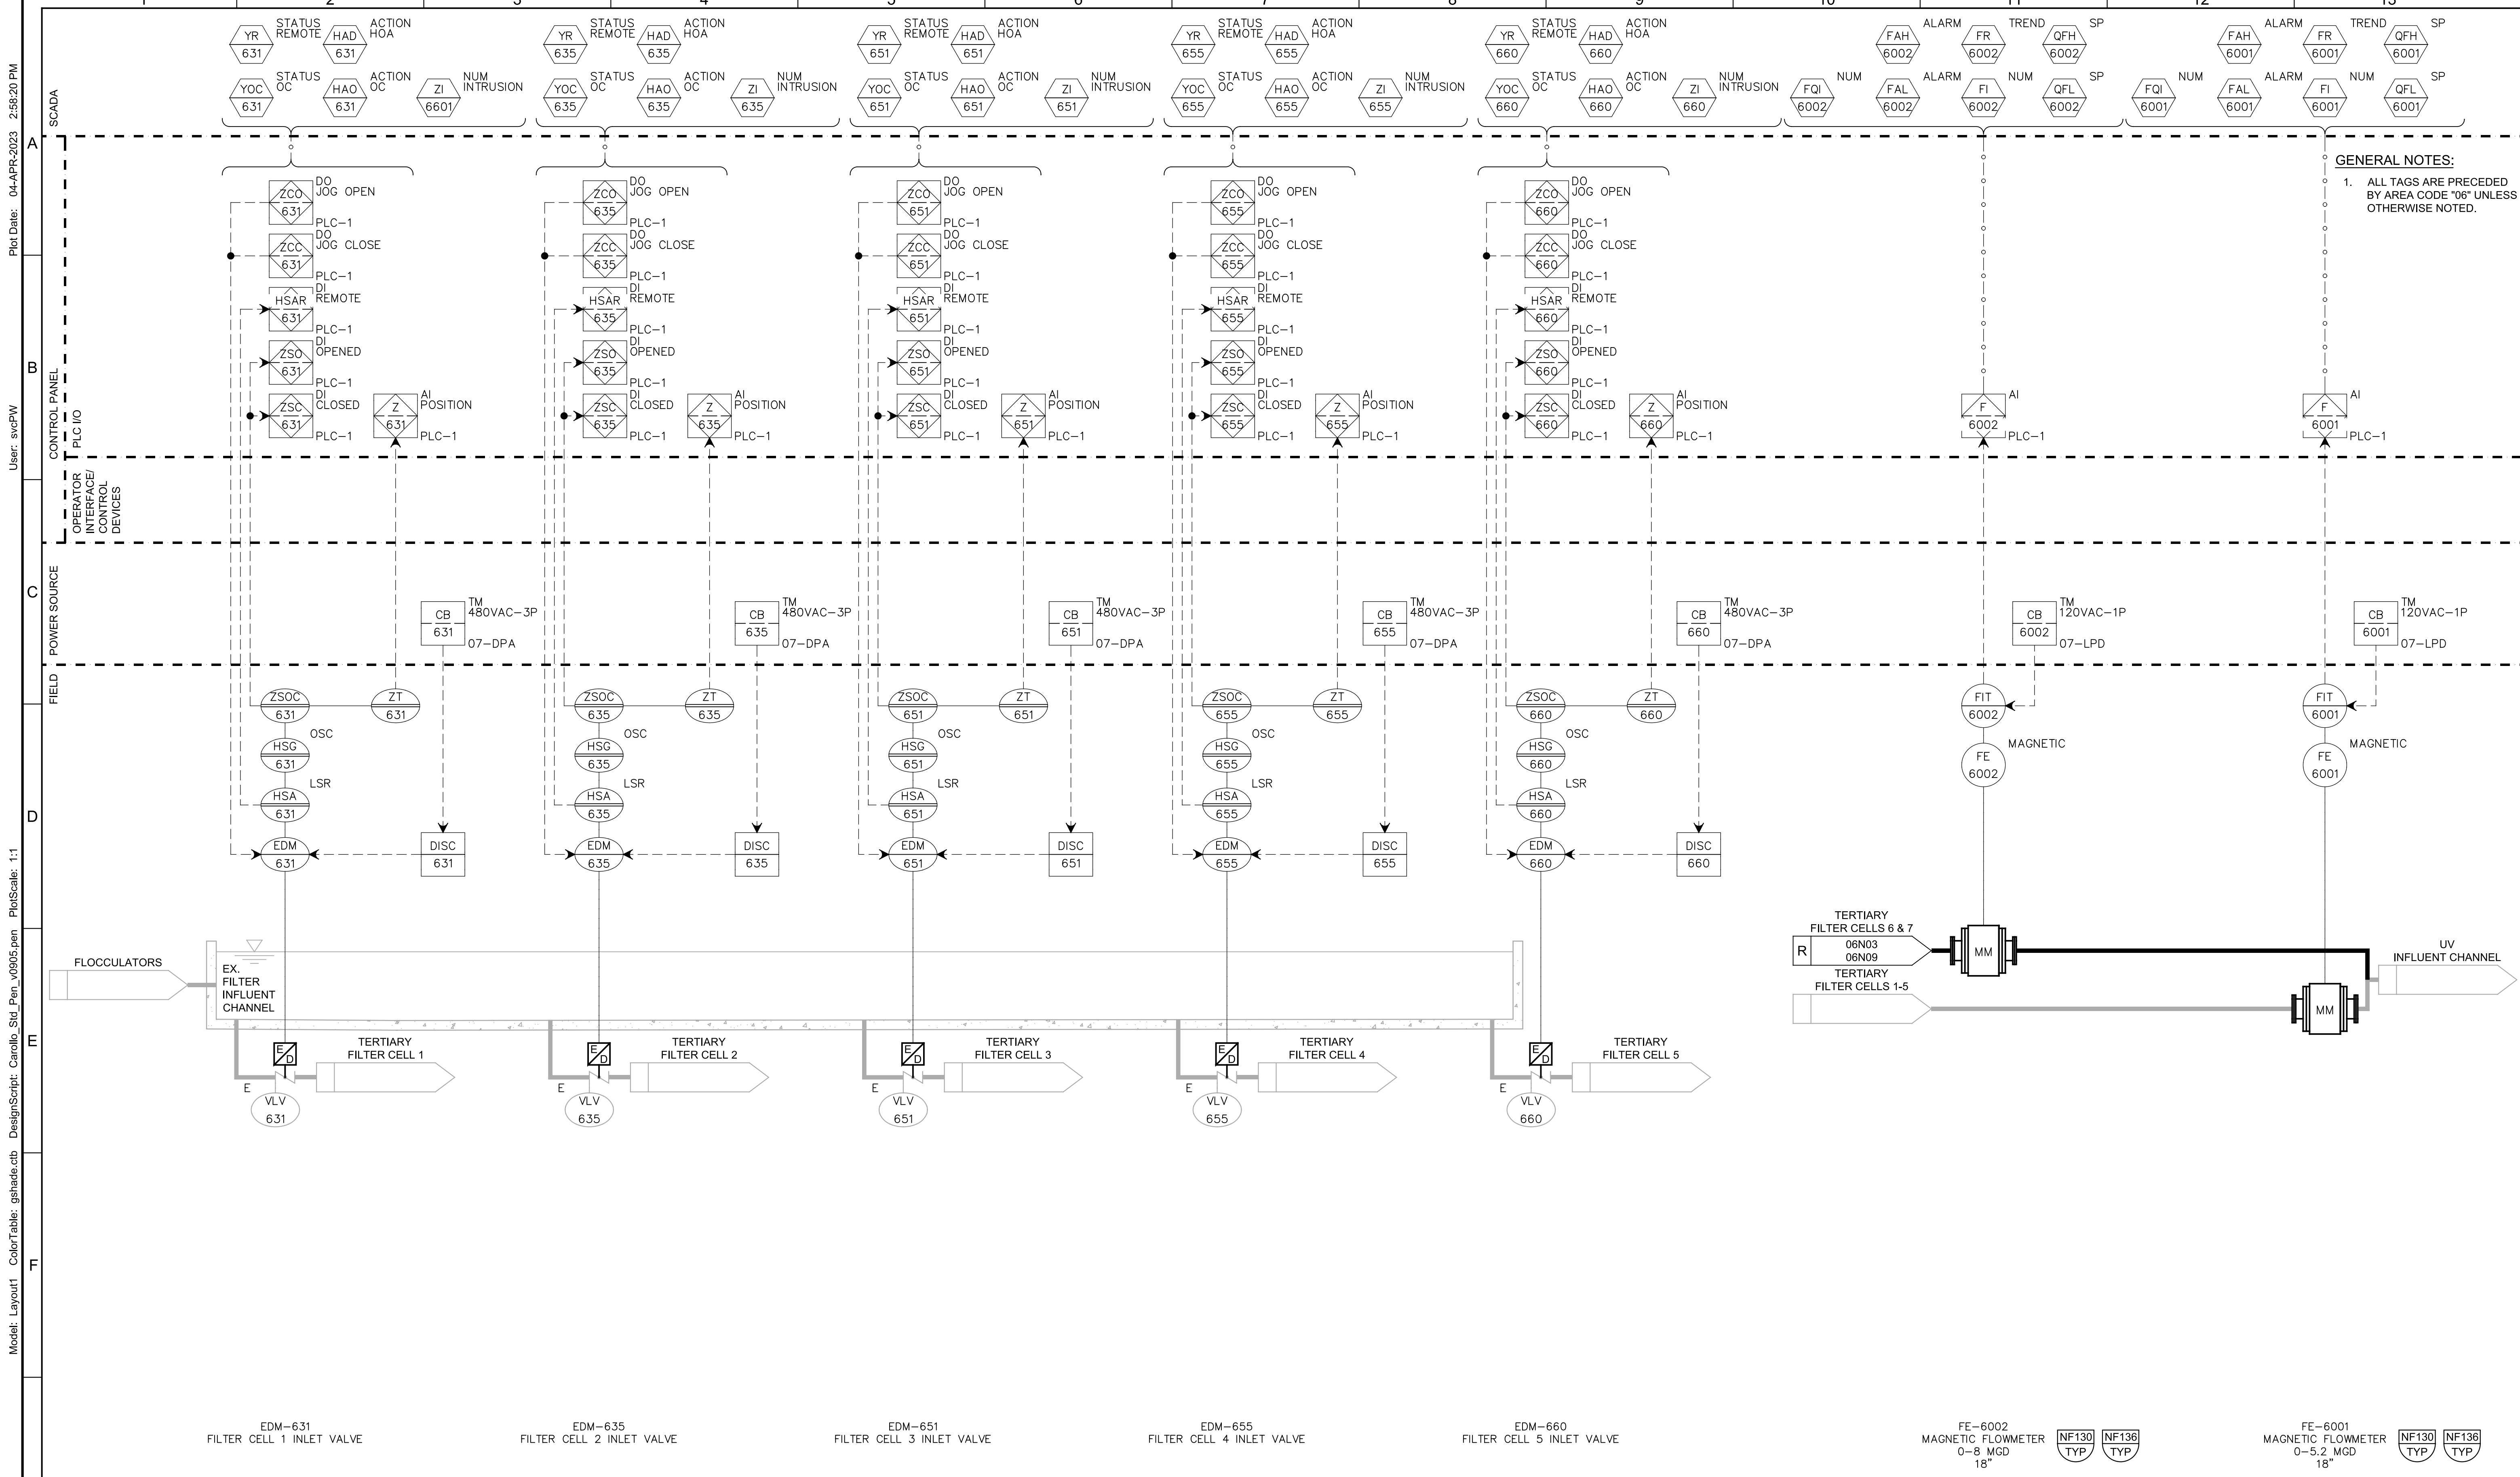 Plot Date: 04-APR-2023 2:58:20 PM
User: svcPW
Model: Layout1 ColorTable: gshade.ctb DesignScript: Carollo_Std_Pen_v0905.pen PlotScale: 1:1
A
B
C
D
E
F
SCADA
CONTROL PANEL
PLC I/O
OPERATOR
INTERFACE/
CONTROL
DEVICES
POWER SOURCE
FIELD
YR
631
STATUS
REMOTE
HAD
631
ACTION
HOA
YOC
631
STATUS
OC
HAO
631
ACTION
OC
ZI
6601
NUM
INTRUSION
ZCO
631
DO
JOG OPEN
PLC-1
ZCC
631
DO
JOG CLOSE
PLC-1
HSAR
631
DI
REMOTE
PLC-1
ZSO
631
DI
OPENED
PLC-1
ZSC
631
DI
CLOSED
PLC-1
Z
631
AI
POSITION
PLC-1
CB
631
TM
480VAC-3P
07-DPA
ZSOC
631
ZT
631
OSC
HSG
631
LSR
HSA
631
EDM
631
DISC
631
YR
635
STATUS
REMOTE
HAD
635
ACTION
HOA
YOC
635
STATUS
OC
HAO
635
ACTION
OC
ZI
635
NUM
INTRUSION
ZCO
635
DO
JOG OPEN
PLC-1
ZCC
635
DO
JOG CLOSE
PLC-1
HSAR
635
DI
REMOTE
PLC-1
ZSO
635
DI
OPENED
PLC-1
ZSC
635
DI
CLOSED
PLC-1
Z
635
AI
POSITION
PLC-1
CB
635
TM
480VAC-3P
07-DPA
ZSOC
635
ZT
635
OSC
HSG
635
LSR
HSA
635
EDM
635
DISC
635
YR
651
STATUS
REMOTE
HAD
651
ACTION
HOA
YOC
651
STATUS
OC
HAO
651
ACTION
OC
ZI
651
NUM
INTRUSION
ZCO
651
DO
JOG OPEN
PLC-1
ZCC
651
DO
JOG CLOSE
PLC-1
HSAR
651
DI
REMOTE
PLC-1
ZSO
651
DI
OPENED
PLC-1
ZSC
651
DI
CLOSED
PLC-1
Z
651
AI
POSITION
PLC-1
CB
651
TM
480VAC-3P
07-DPA
ZSOC
651
ZT
651
OSC
HSG
651
LSR
HSA
651
EDM
651
DISC
651
YR
655
STATUS
REMOTE
HAD
655
ACTION
HOA
YOC
655
STATUS
OC
HAO
655
ACTION
OC
ZI
655
NUM
INTRUSION
ZCO
655
DO
JOG OPEN
PLC-1
ZCC
655
DO
JOG CLOSE
PLC-1
HSAR
655
DI
REMOTE
PLC-1
ZSO
655
DI
OPENED
PLC-1
ZSC
655
DI
CLOSED
PLC-1
Z
655
AI
POSITION
PLC-1
CB
655
TM
480VAC-3P
07-DPA
ZSOC
655
ZT
655
OSC
HSG
655
LSR
HSA
655
EDM
655
DISC
655
YR
660
STATUS
REMOTE
HAD
660
ACTION
HOA
YOC
660
STATUS
OC
HAO
660
ACTION
OC
ZI
660
NUM
INTRUSION
ZCO
660
DO
JOG OPEN
PLC-1
ZCC
660
DO
JOG CLOSE
PLC-1
HSAR
660
DI
REMOTE
PLC-1
ZSO
660
DI
OPENED
PLC-1
ZSC
660
DI
CLOSED
PLC-1
Z
660
AI
POSITION
PLC-1
CB
660
TM
480VAC-3P
07-DPA
ZSOC
660
ZT
660
OSC
HSG
660
LSR
HSA
660
EDM
660
DISC
660
FAH
6002
ALARM
FR
6002
TREND
QFH
6002
SP
FQI
6002
NUM
FAL
6002
ALARM
FI
6002
NUM
QFL
6002
SP
F
6002
AI
PLC-1
CB
6002
TM
120VAC-1P
07-LPD
FIT
6002
FE
6002
MAGNETIC
FAH
6001
ALARM
FR
6001
TREND
QFH
6001
SP
FQI
6001
NUM
FAL
6001
ALARM
FI
6001
NUM
QFL
6001
SP
GENERAL NOTES:
1. ALL TAGS ARE PRECEDED
BY AREA CODE "06" UNLESS
OTHERWISE NOTED.
F
6001
AI
PLC-1
CB
6001
TM
120VAC-1P
07-LPD
FIT
6001
FE
6001
MAGNETIC
FLOCCULATORS
EX.
FILTER
INFLUENT
CHANNEL
E
D
TERTIARY
FILTER CELL 1
E
VLV
631
E
D
TERTIARY
FILTER CELL 2
E
VLV
635
E
D
TERTIARY
FILTER CELL 3
E
VLV
651
E
D
TERTIARY
FILTER CELL 4
E
VLV
655
E
D
TERTIARY
FILTER CELL 5
E
VLV
660
TERTIARY
FILTER CELLS 6 & 7
R
06N03
06N09
MM
TERTIARY
FILTER CELLS 1-5
MM
UV
INFLUENT CHANNEL
EDM-631
FILTER CELL 1 INLET VALVE
EDM-635
FILTER CELL 2 INLET VALVE
EDM-651
FILTER CELL 3 INLET VALVE
EDM-655
FILTER CELL 4 INLET VALVE
EDM-660
FILTER CELL 5 INLET VALVE
FE-6002
MAGNETIC FLOWMETER
0-8 MGD
18"
NF130
TYP
NF136
TYP
FE-6001
MAGNETIC FLOWMETER
0-5.2 MGD
18"
NF130
TYP
NF136
TYP